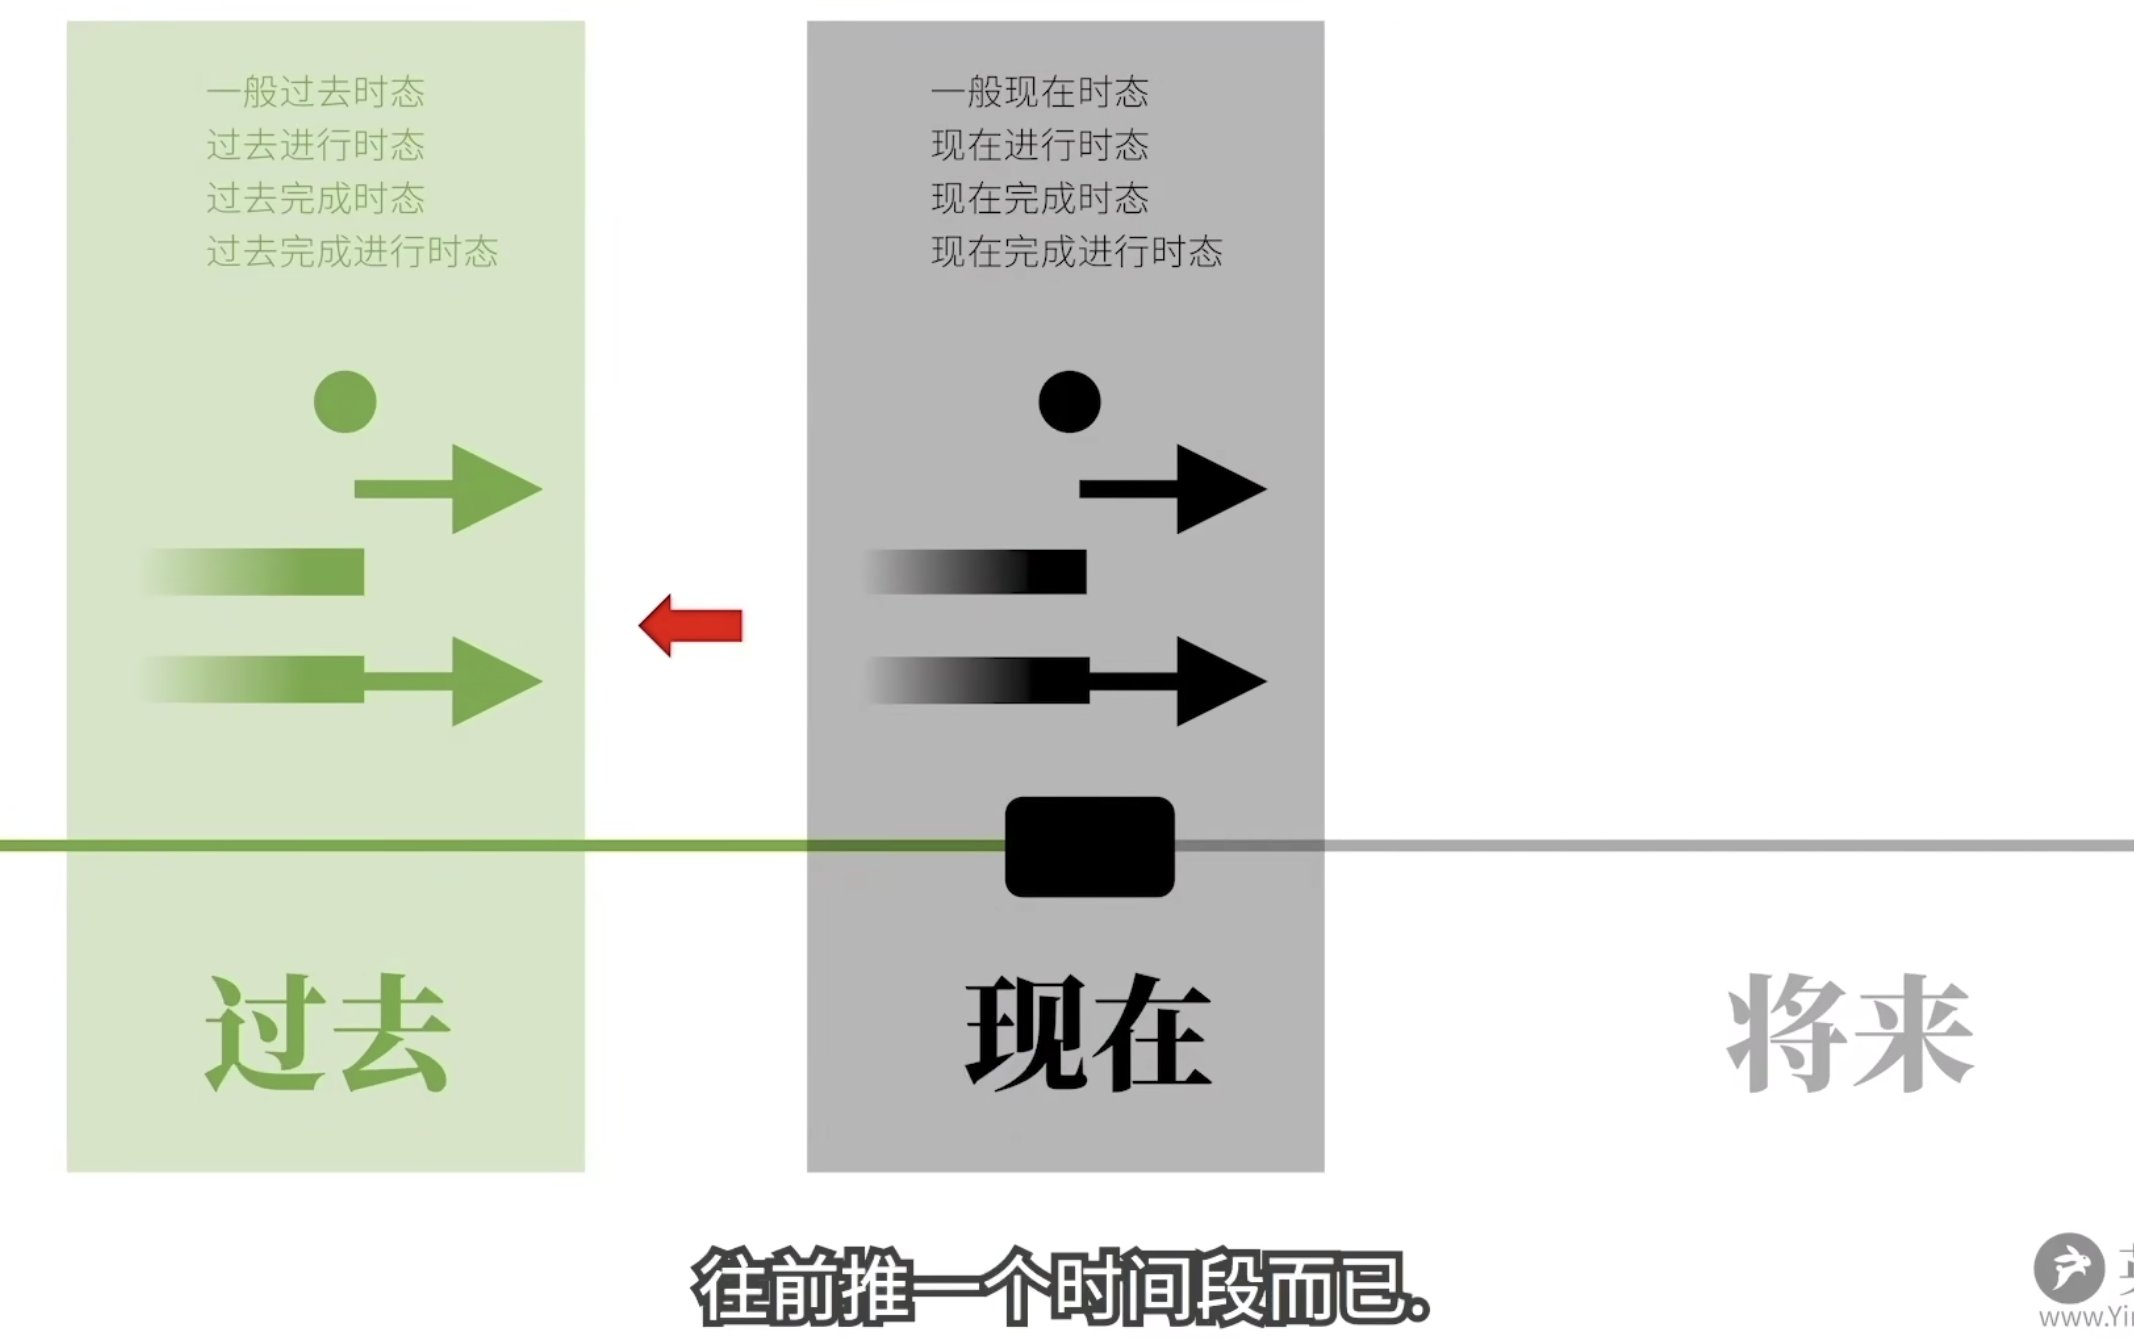 一般过去时态
过去进行时态
过去完成时态
过去完成进行时态
一般现在时态
现在进行时态
现在完成时态
现在完成进行时态
过去
现在
将来
往前推一个时间段而已。
www.Yi